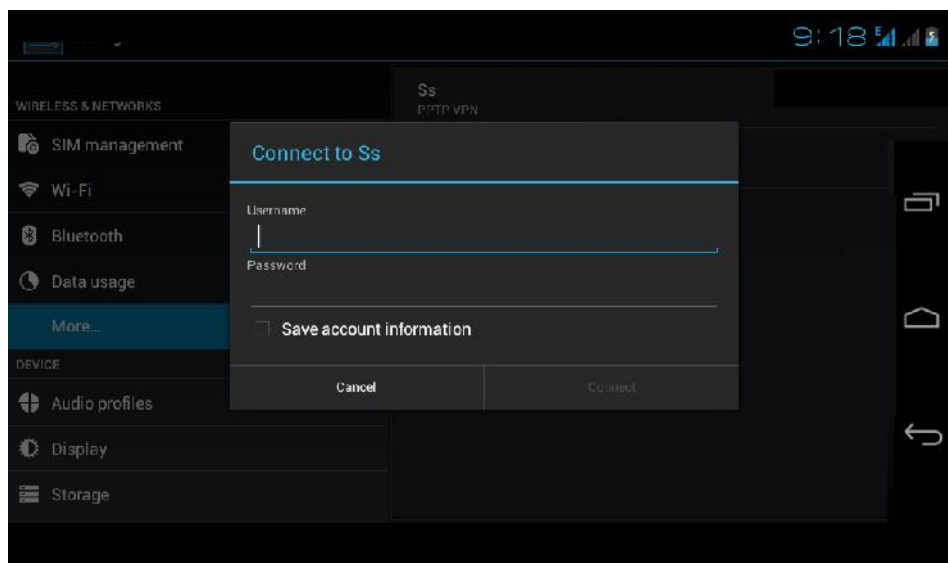 9:18 E
WIRELESS & NETWORKS
SIM management
Wi-Fi
Bluetooth
Data usage
More...
DEVICE
Audio profiles
Display
Storage
Ss
PPTP VPN
Connect to Ss
Username
Password
Save account information
Cancel
Connect